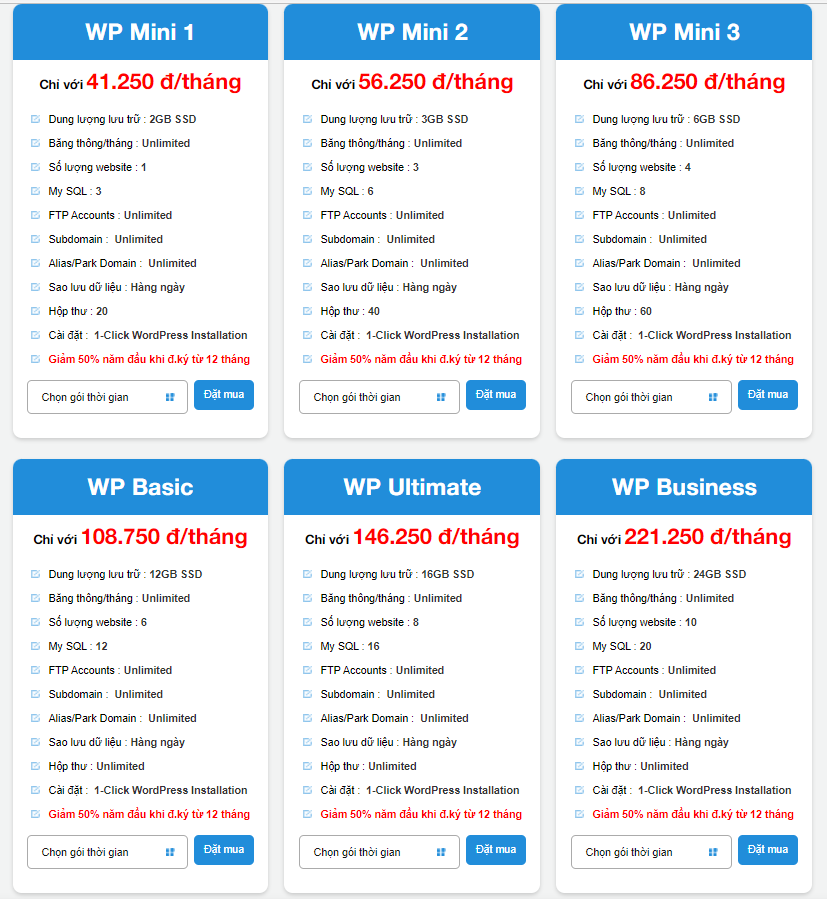 WP Mini 1
Chỉ với 41.250 đ/tháng
Dung lượng lưu trữ : 2GB SSD
Băng thông/tháng : Unlimited
Số lượng website : 1
My SQL : 3
FTP Accounts : Unlimited
Subdomain : Unlimited
Alias/Park Domain : Unlimited
Sao lưu dữ liệu : Hàng ngày
Hộp thư : 20
Cài đặt : 1-Click WordPress Installation
Giảm 50% năm đầu khi đ.ký từ 12 tháng
Chọn gói thời gian
Đặt mua
WP Mini 2
Chỉ với 56.250 đ/tháng
Dung lượng lưu trữ : 3GB SSD
Băng thông/tháng : Unlimited
Số lượng website : 3
My SQL : 6
FTP Accounts : Unlimited
Subdomain : Unlimited
Alias/Park Domain : Unlimited
Sao lưu dữ liệu : Hàng ngày
Hộp thư : 40
Cài đặt : 1-Click WordPress Installation
Giảm 50% năm đầu khi đ.ký từ 12 tháng
Chọn gói thời gian
Đặt mua
WP Mini 3
Chỉ với 86.250 đ/tháng
Dung lượng lưu trữ : 6GB SSD
Băng thông/tháng : Unlimited
Số lượng website : 4
My SQL : 8
FTP Accounts : Unlimited
Subdomain : Unlimited
Alias/Park Domain : Unlimited
Sao lưu dữ liệu : Hàng ngày
Hộp thư : 60
Cài đặt : 1-Click WordPress Installation
Giảm 50% năm đầu khi đ.ký từ 12 tháng
Chọn gói thời gian
Đặt mua
WP Basic
Chỉ với 108.750 đ/tháng
Dung lượng lưu trữ : 12GB SSD
Băng thông/tháng : Unlimited
Số lượng website : 6
My SQL : 12
FTP Accounts : Unlimited
Subdomain : Unlimited
Alias/Park Domain : Unlimited
Sao lưu dữ liệu : Hàng ngày
Hộp thư : Unlimited
Cài đặt : 1-Click WordPress Installation
Giảm 50% năm đầu khi đ.ký từ 12 tháng
Chọn gói thời gian
Đặt mua
WP Ultimate
Chỉ với 146.250 đ/tháng
Dung lượng lưu trữ : 16GB SSD
Băng thông/tháng : Unlimited
Số lượng website : 8
My SQL : 16
FTP Accounts : Unlimited
Subdomain : Unlimited
Alias/Park Domain : Unlimited
Sao lưu dữ liệu : Hàng ngày
Hộp thư : Unlimited
Cài đặt : 1-Click WordPress Installation
Giảm 50% năm đầu khi đ.ký từ 12 tháng
Chọn gói thời gian
Đặt mua
WP Business
Chỉ với 221.250 đ/tháng
Dung lượng lưu trữ : 24GB SSD
Băng thông/tháng : Unlimited
Số lượng website : 10
My SQL : 20
FTP Accounts : Unlimited
Subdomain : Unlimited
Alias/Park Domain : Unlimited
Sao lưu dữ liệu : Hàng ngày
Hộp thư : Unlimited
Cài đặt : 1-Click WordPress Installation
Giảm 50% năm đầu khi đ.ký từ 12 tháng
Chọn gói thời gian
Đặt mua